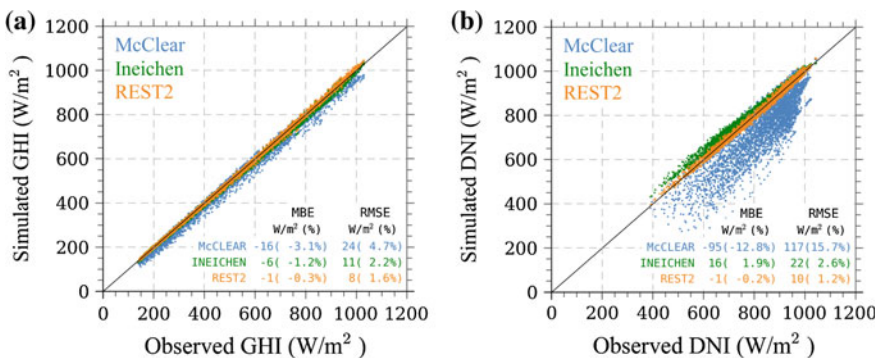 (a)
1200
1000
800
600
400
200
0
Simulated GHI (W/m²)
McClear
Ineichen
REST2
MBE RMSE
W/m² (%) W/m² (%)
McCLEAR -16( -3.1%) 24( 4.7%)
INEICHEN -6( -1.2%) 11( 2.2%)
REST2 -1( -0.3%) 8( 1.6%)
0 200 400 600 800 1000 1200
Observed GHI (W/m²)
(b)
1200
1000
800
600
400
200
0
Simulated DNI (W/m²)
McClear
Ineichen
REST2
MBE RMSE
W/m² (%) W/m² (%)
McCLEAR -95(-12.8%) 117(15.7%)
INEICHEN 16( 1.9%) 22( 2.6%)
REST2 -1( -0.2%) 10( 1.2%)
0 200 400 600 800 1000 1200
Observed DNI (W/m²)